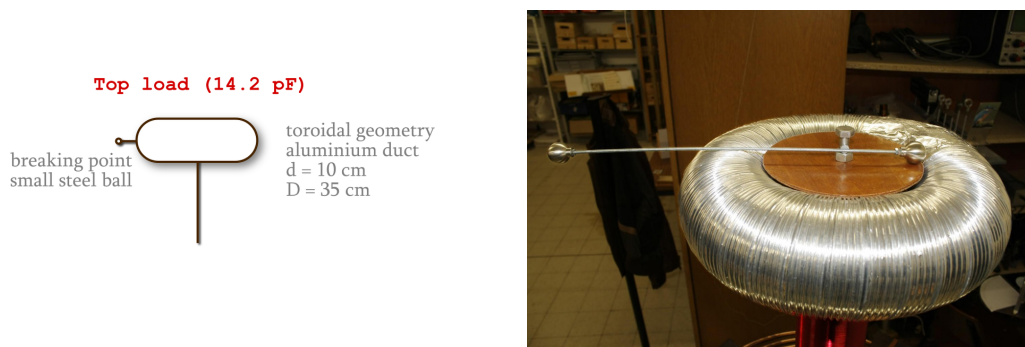 Top load (14.2 pF)
breaking point
small steel ball
toroidal geometry
aluminium duct
d = 10 cm
D = 35 cm